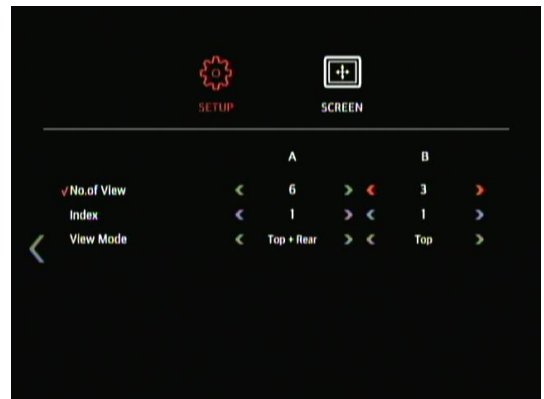 SETUP SCREEN
A B
No.of View 6 3
Index 1 1
View Mode Top + Rear Top